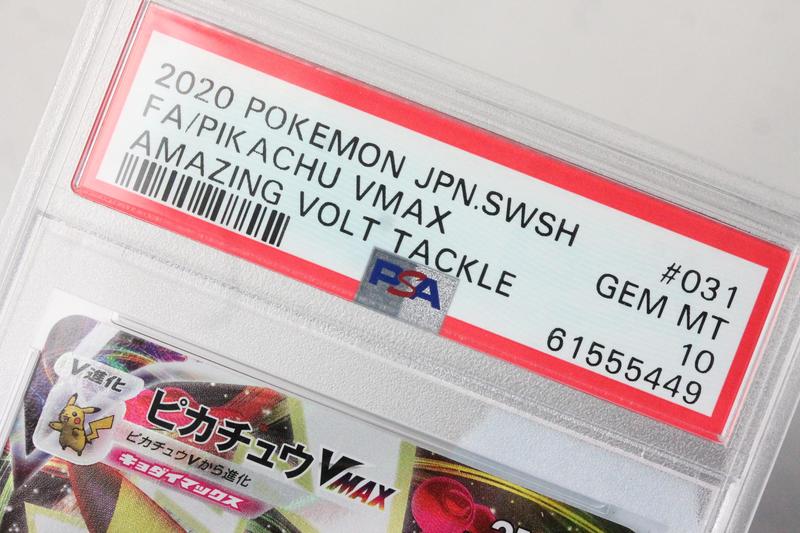 2020 POKEMON JPN.SWSH
FA/PIKACHU VMAX
AMAZING VOLT TACKLE
#031
GEM MT
10
61555449
PSA
V進化
ピカチュウVMAX
ピカチュウVから進化
キョダイマックス